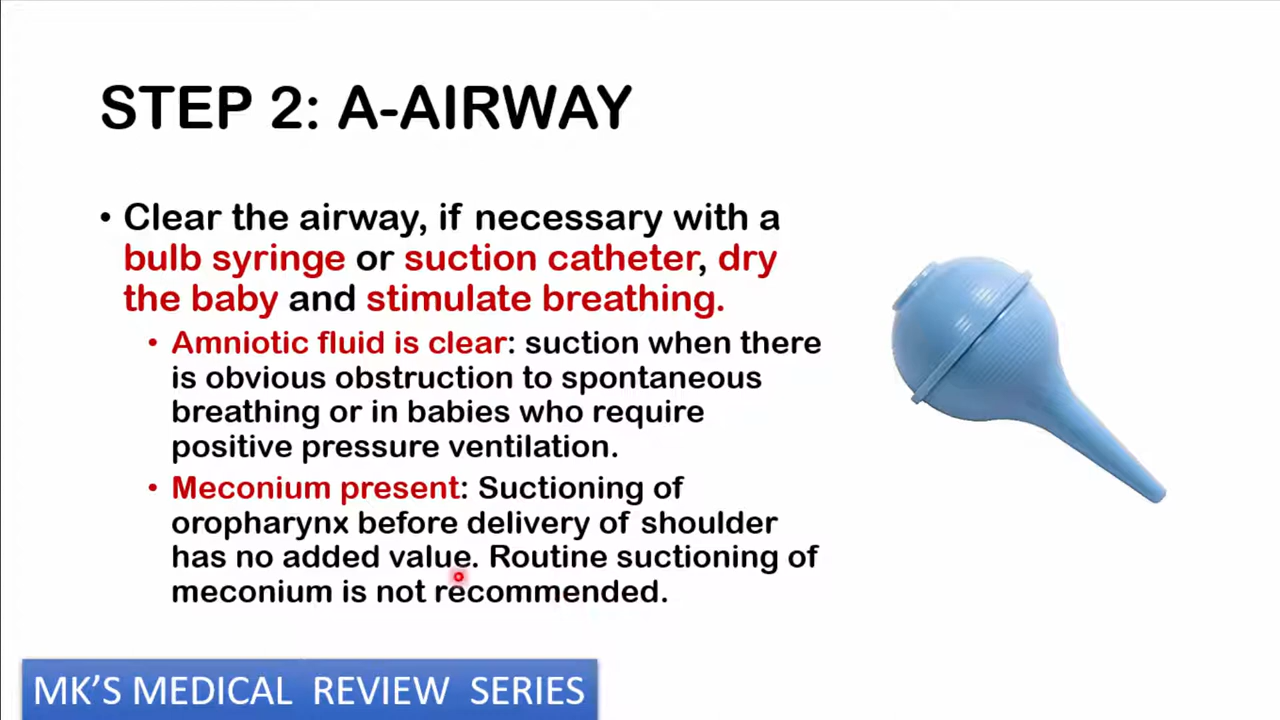 STEP 2: A-AIRWAY
• Clear the airway, if necessary with a
bulb syringe or suction catheter, dry
the baby and stimulate breathing.
• Amniotic fluid is clear: suction when there
is obvious obstruction to spontaneous
breathing or in babies who require
positive pressure ventilation.
• Meconium present: Suctioning of
oropharynx before delivery of shoulder
has no added value. Routine suctioning of
meconium is not recommended.
MK'S MEDICAL REVIEW SERIES